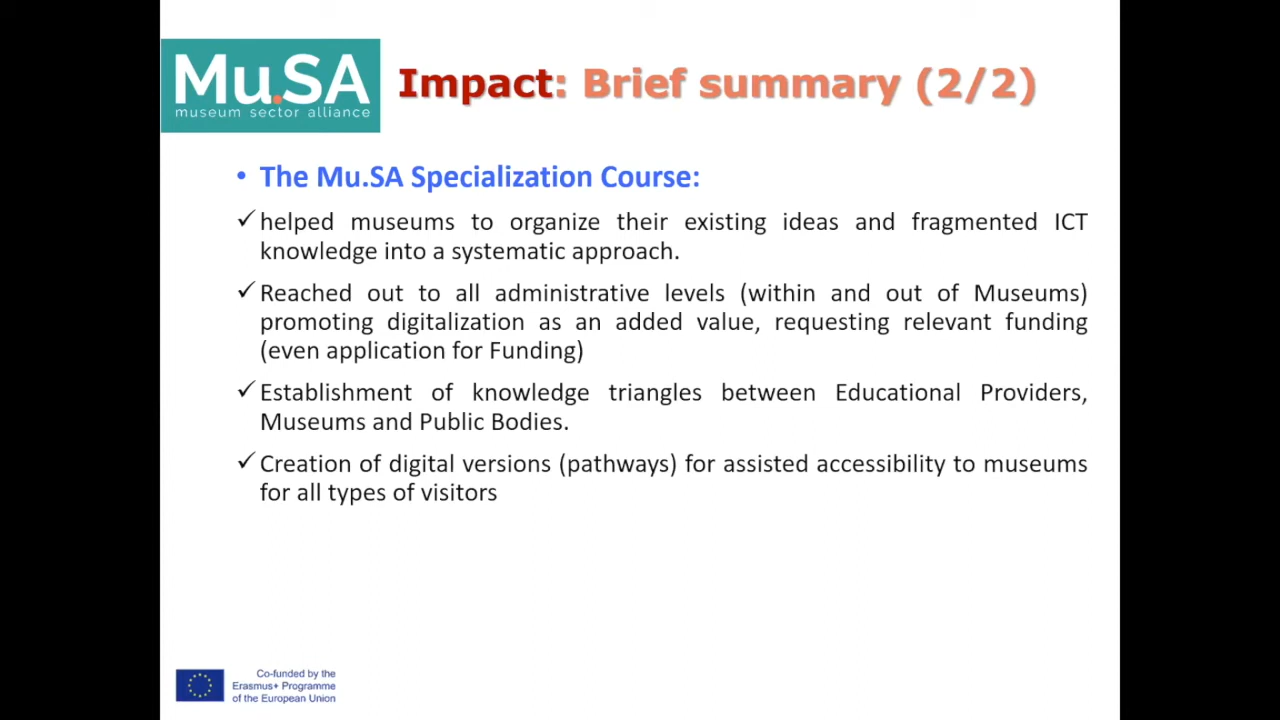 Mu.SA
museum sector alliance
Impact: Brief summary (2/2)
• The Mu.SA Specialization Course:
✓ helped museums to organize their existing ideas and fragmented ICT
knowledge into a systematic approach.
✓ Reached out to all administrative levels (within and out of Museums)
promoting digitalization as an added value, requesting relevant funding
(even application for Funding)
✓ Establishment of knowledge triangles between Educational Providers,
Museums and Public Bodies.
✓ Creation of digital versions (pathways) for assisted accessibility to museums
for all types of visitors
Co-funded by the
Erasmus+ Programme
of the European Union